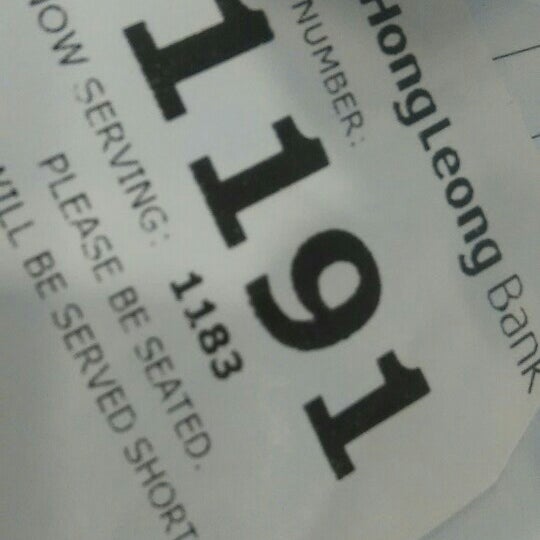 HongLeong Bank
NUMBER:
1191
NOW SERVING: 1183
PLEASE BE SEATED.
WILL BE SERVED SHORT